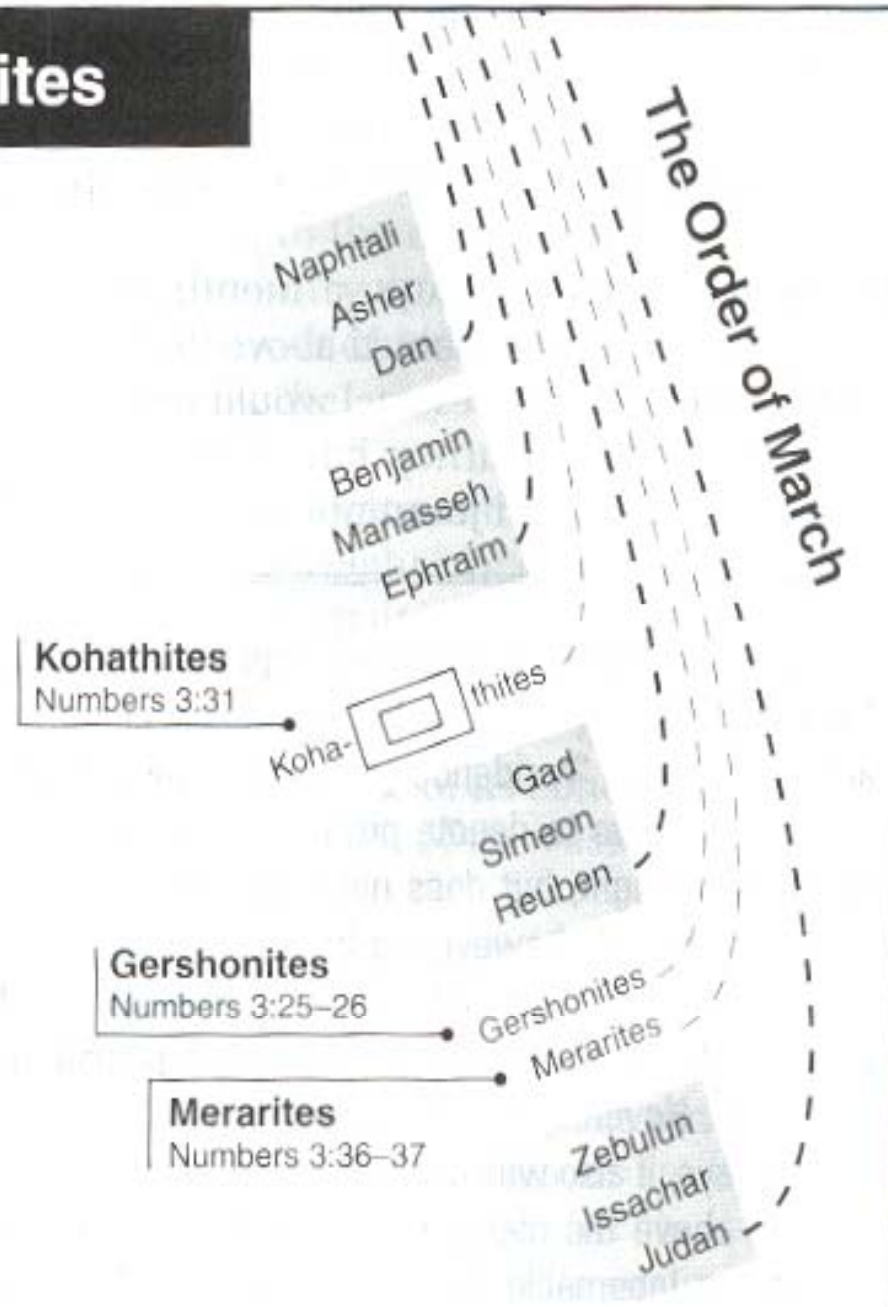 ites
The Order of March
Naphtali
Asher
Dan
Benjamin
Manasseh
Ephraim
Kohathites
Numbers 3:31
Koha-
thites
Gad
Simeon
Reuben
Gershonites
Numbers 3:25–26
Gershonites
Merarites
Merarites
Numbers 3:36–37
Zebulun
Issachar
Judah